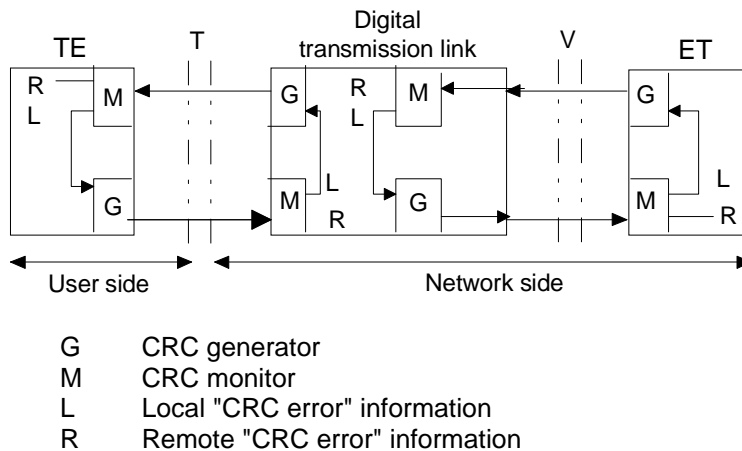 Digital
transmission link
TE T V ET
R M G R M G
L L
L L
G M R G M R
User side Network side
G CRC generator
M CRC monitor
L Local "CRC error" information
R Remote "CRC error" information